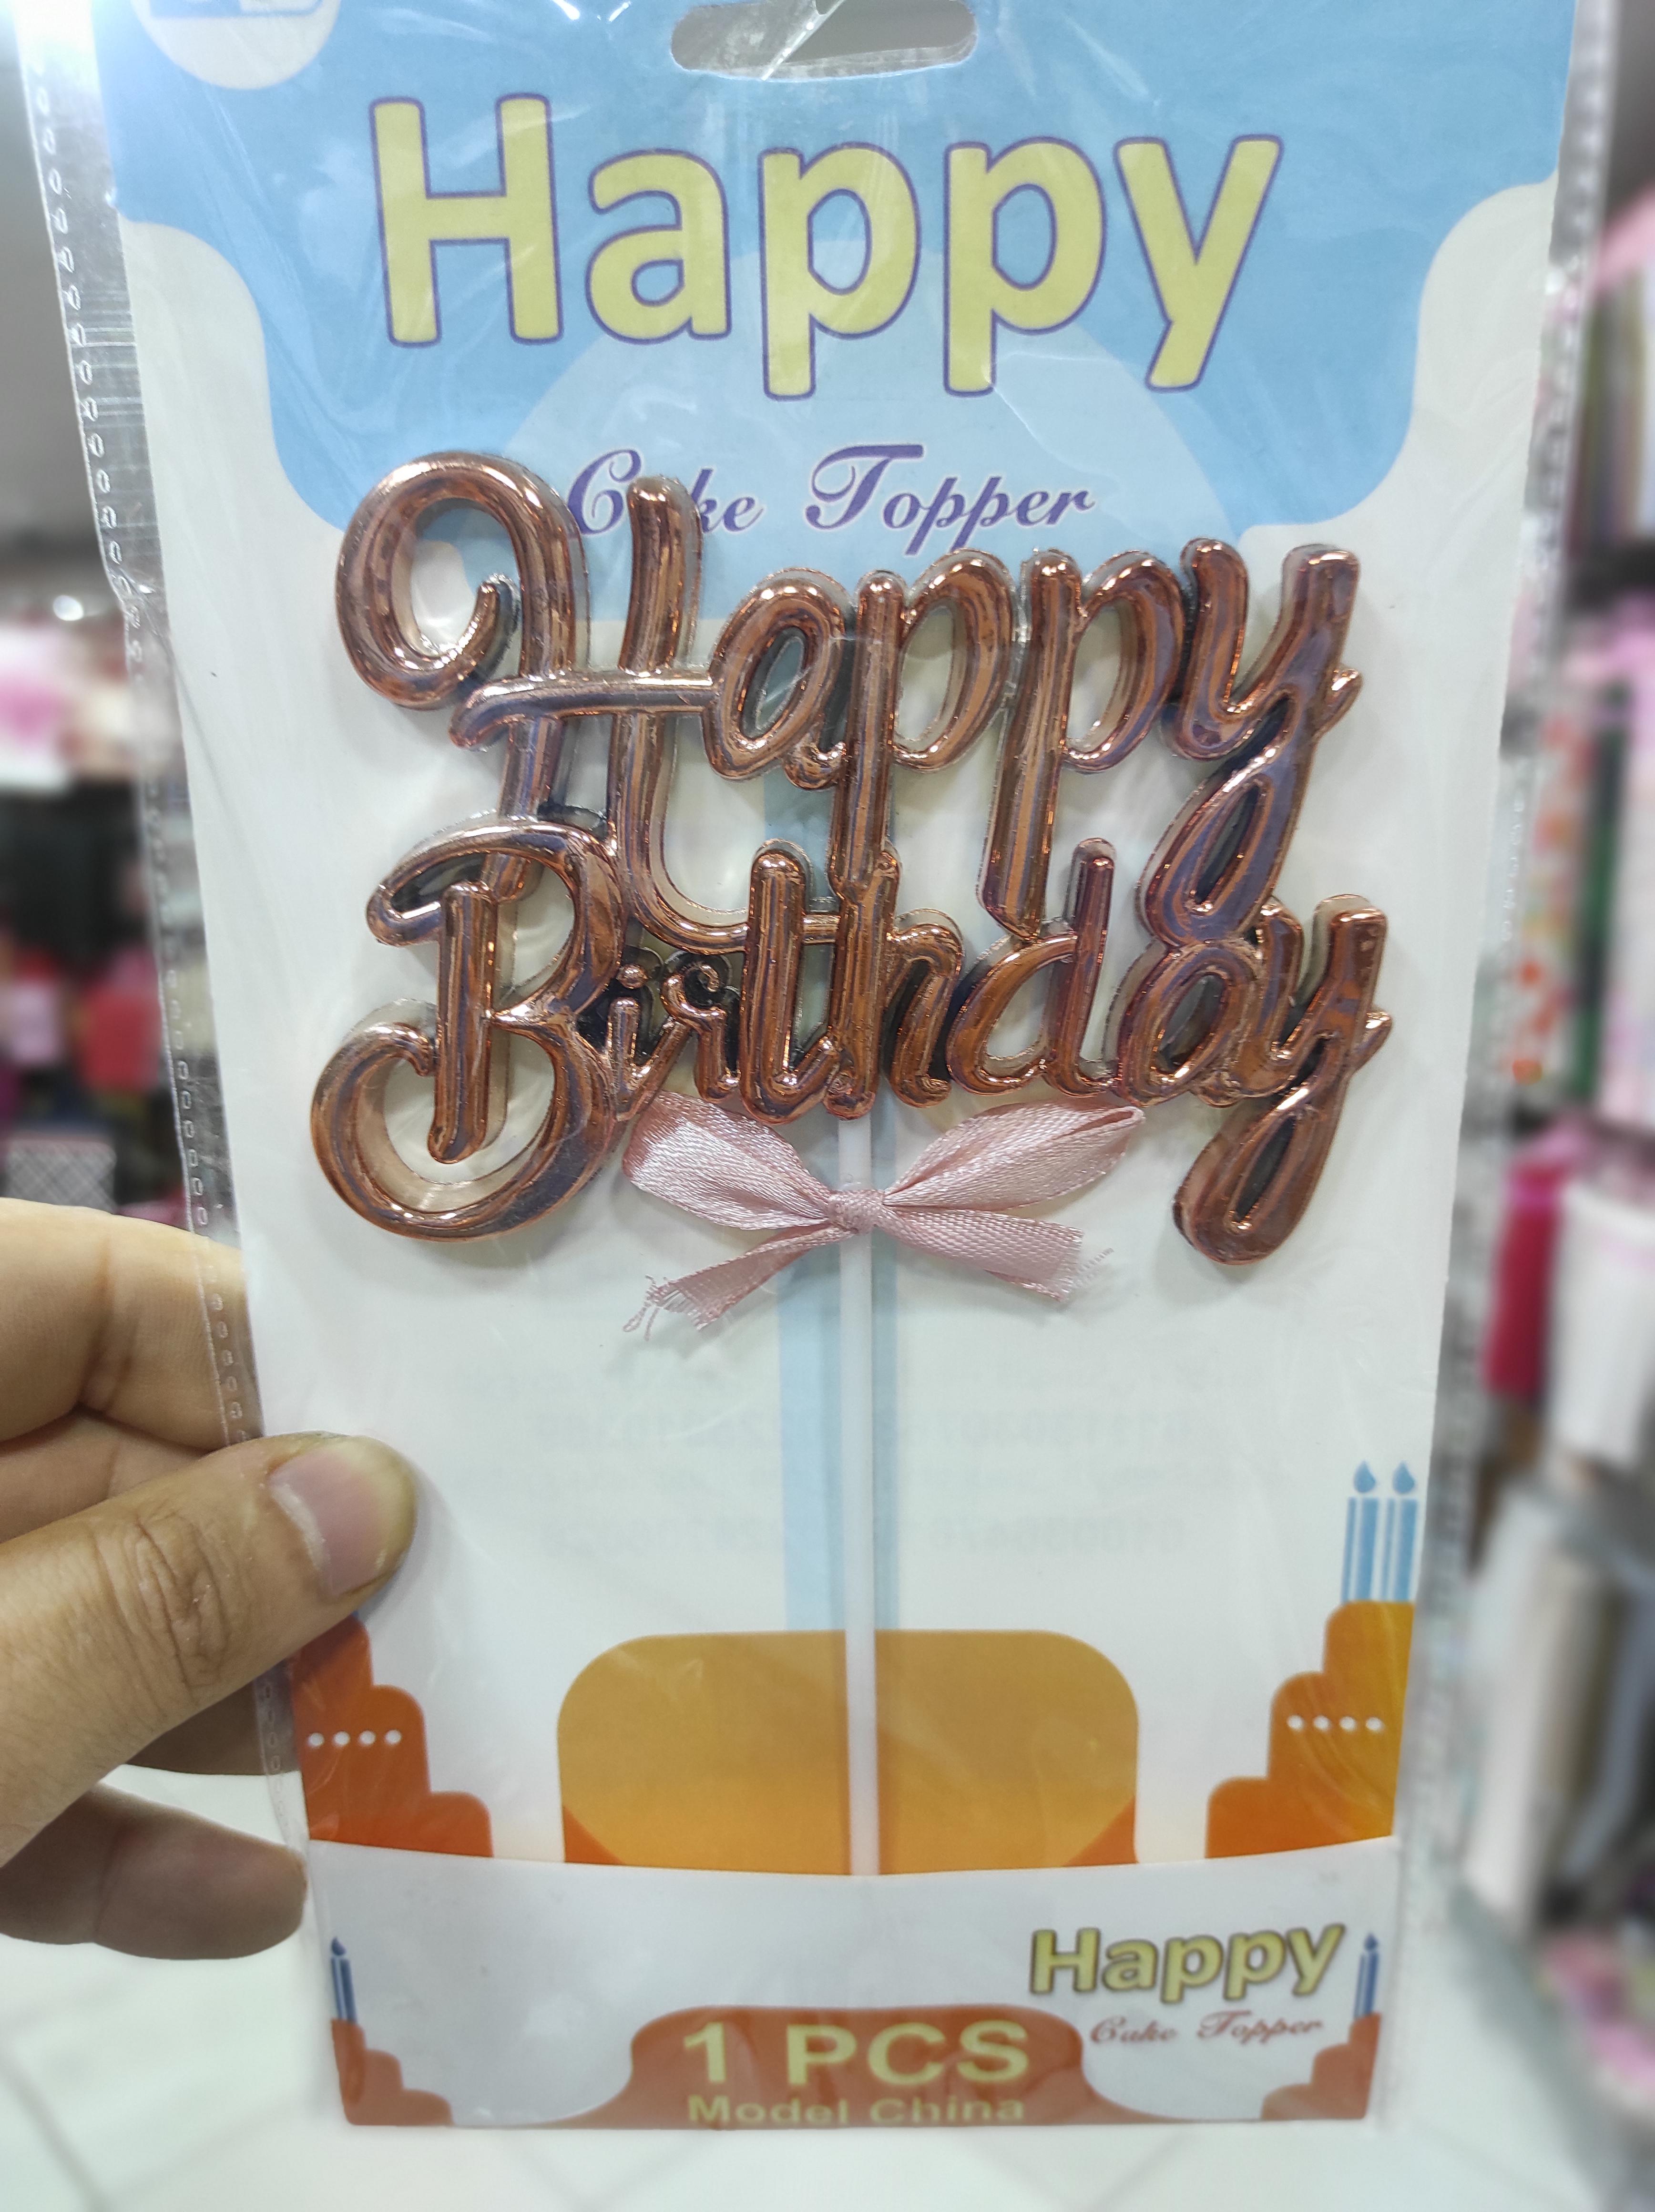 Happy
Cake Topper
Happy
Birthday
Happy
Cake Topper
1 PCS
Model China